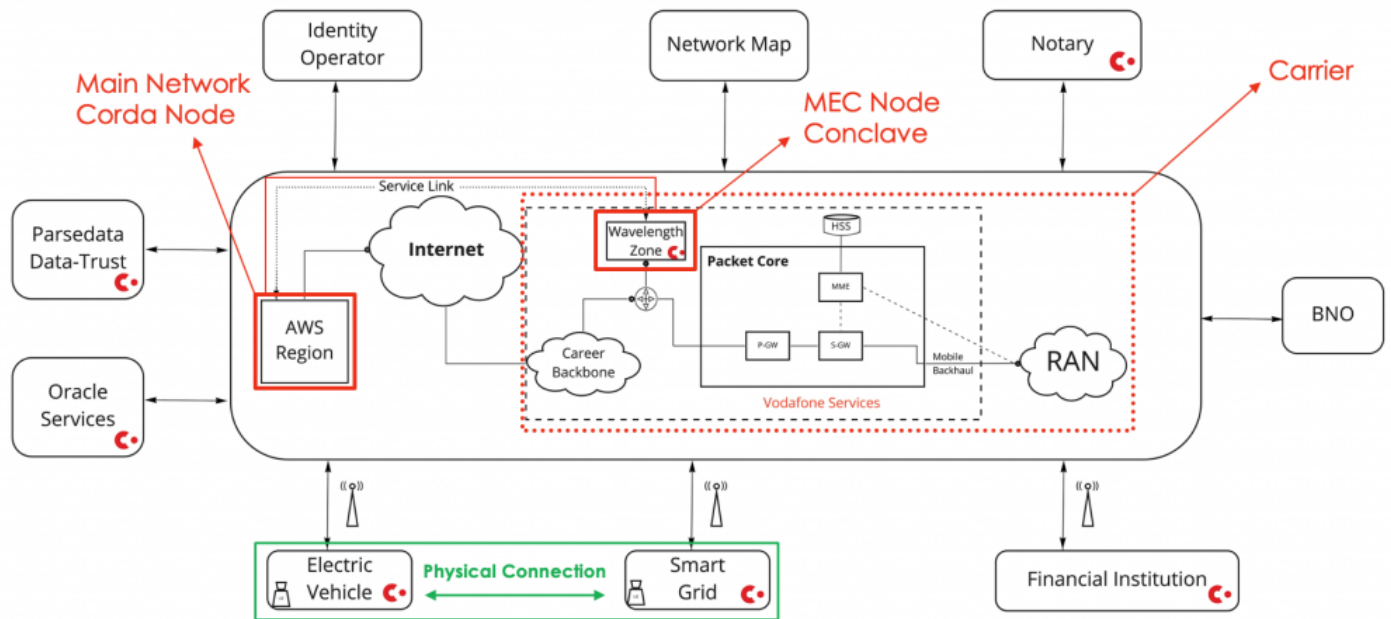 Identity
Operator
Network Map
Notary
Main Network
Corda Node
MEC Node
Conclave
Carrier
Service Link
Parsedata
Data-Trust
Internet
Wavelength
Zone
HSS
Packet Core
MME
AWS
Region
BNO
Career
Backbone
P-GW
S-GW
Mobile
Backhaul
RAN
Oracle
Services
Vodafone Services
((o))
((o))
((o))
Electric
Vehicle
Physical Connection
Smart
Grid
Financial Institution